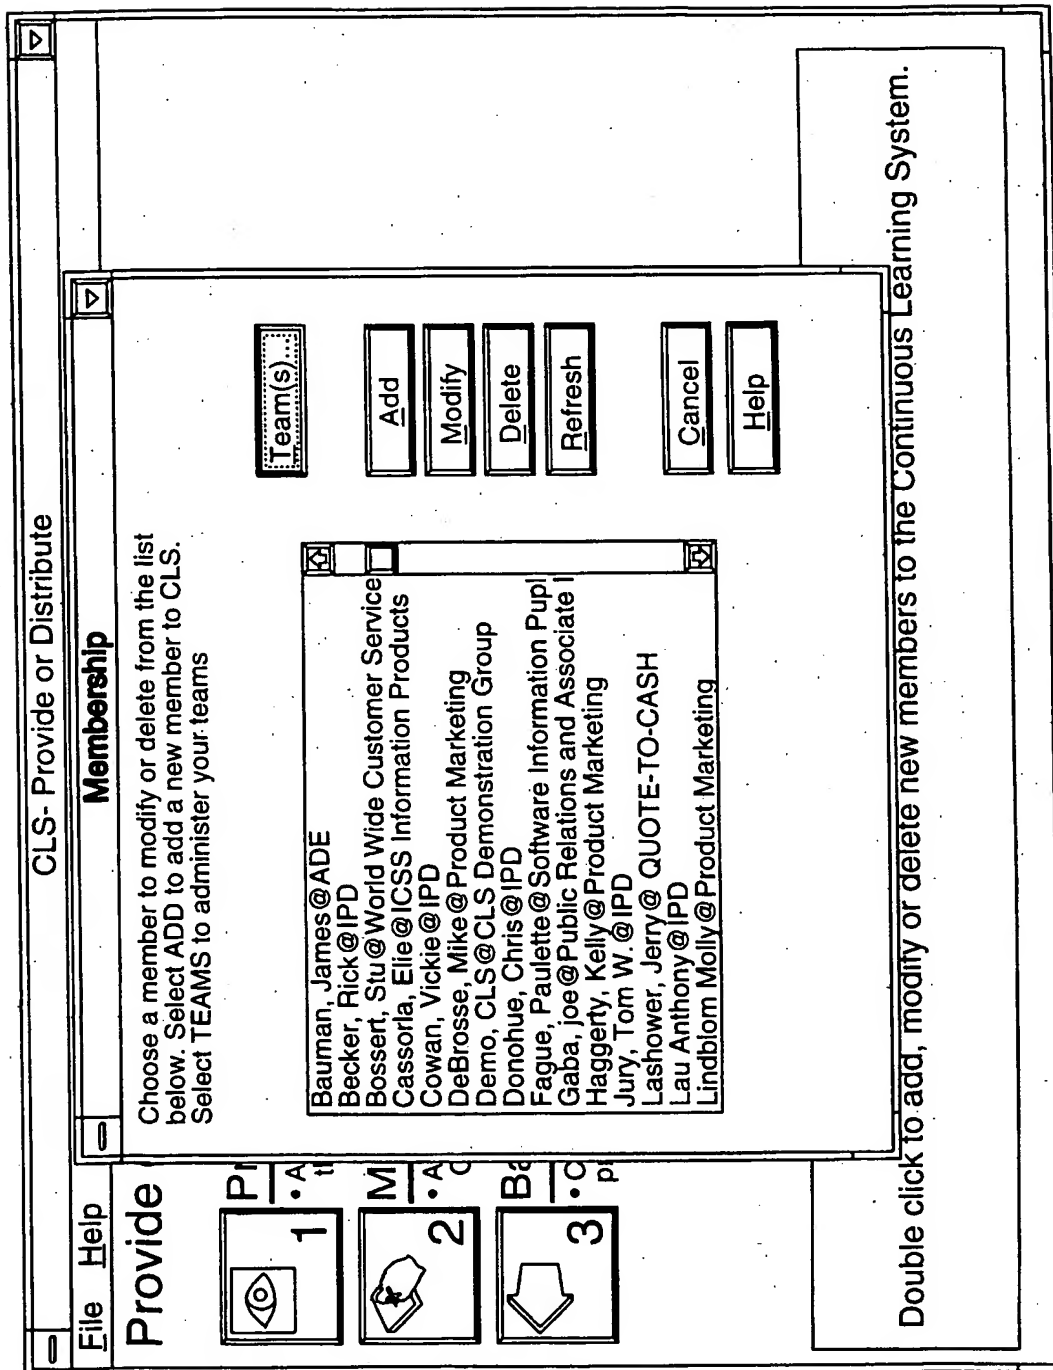 CLS- Provide or Distribute
File Help
Provide
Membership
Choose a member to modify or delete from the list
below. Select ADD to add a new member to CLS.
Select TEAMS to administer your teams
Team(s)...
Bauman, James@ADE
Becker, Rick@IPD
Bossert, Stu@World Wide Customer Service
Cassorla, Elie@ICSS Information Products
Cowan, Vickie@IPD
DeBrosse, Mike@Product Marketing
Demo, CLS@CLS Demonstration Group
Donohue, Chris@IPD
Fague, Paulette@Software Information Pupl
Gaba, joe@Public Relations and Associate I
Haggerty, Kelly@Product Marketing
Jury, Tom W.@IPD
Lashower, Jerry@ QUOTE-TO-CASH
Lau Anthony@IPD
Lindblom Molly@Product Marketing
Add
Modify
Delete
Refresh
Cancel
Help
1
Pr
• A
2
M
• A
3
Ba
• C
Double click to add, modify or delete new members to the Continuous Learning System.